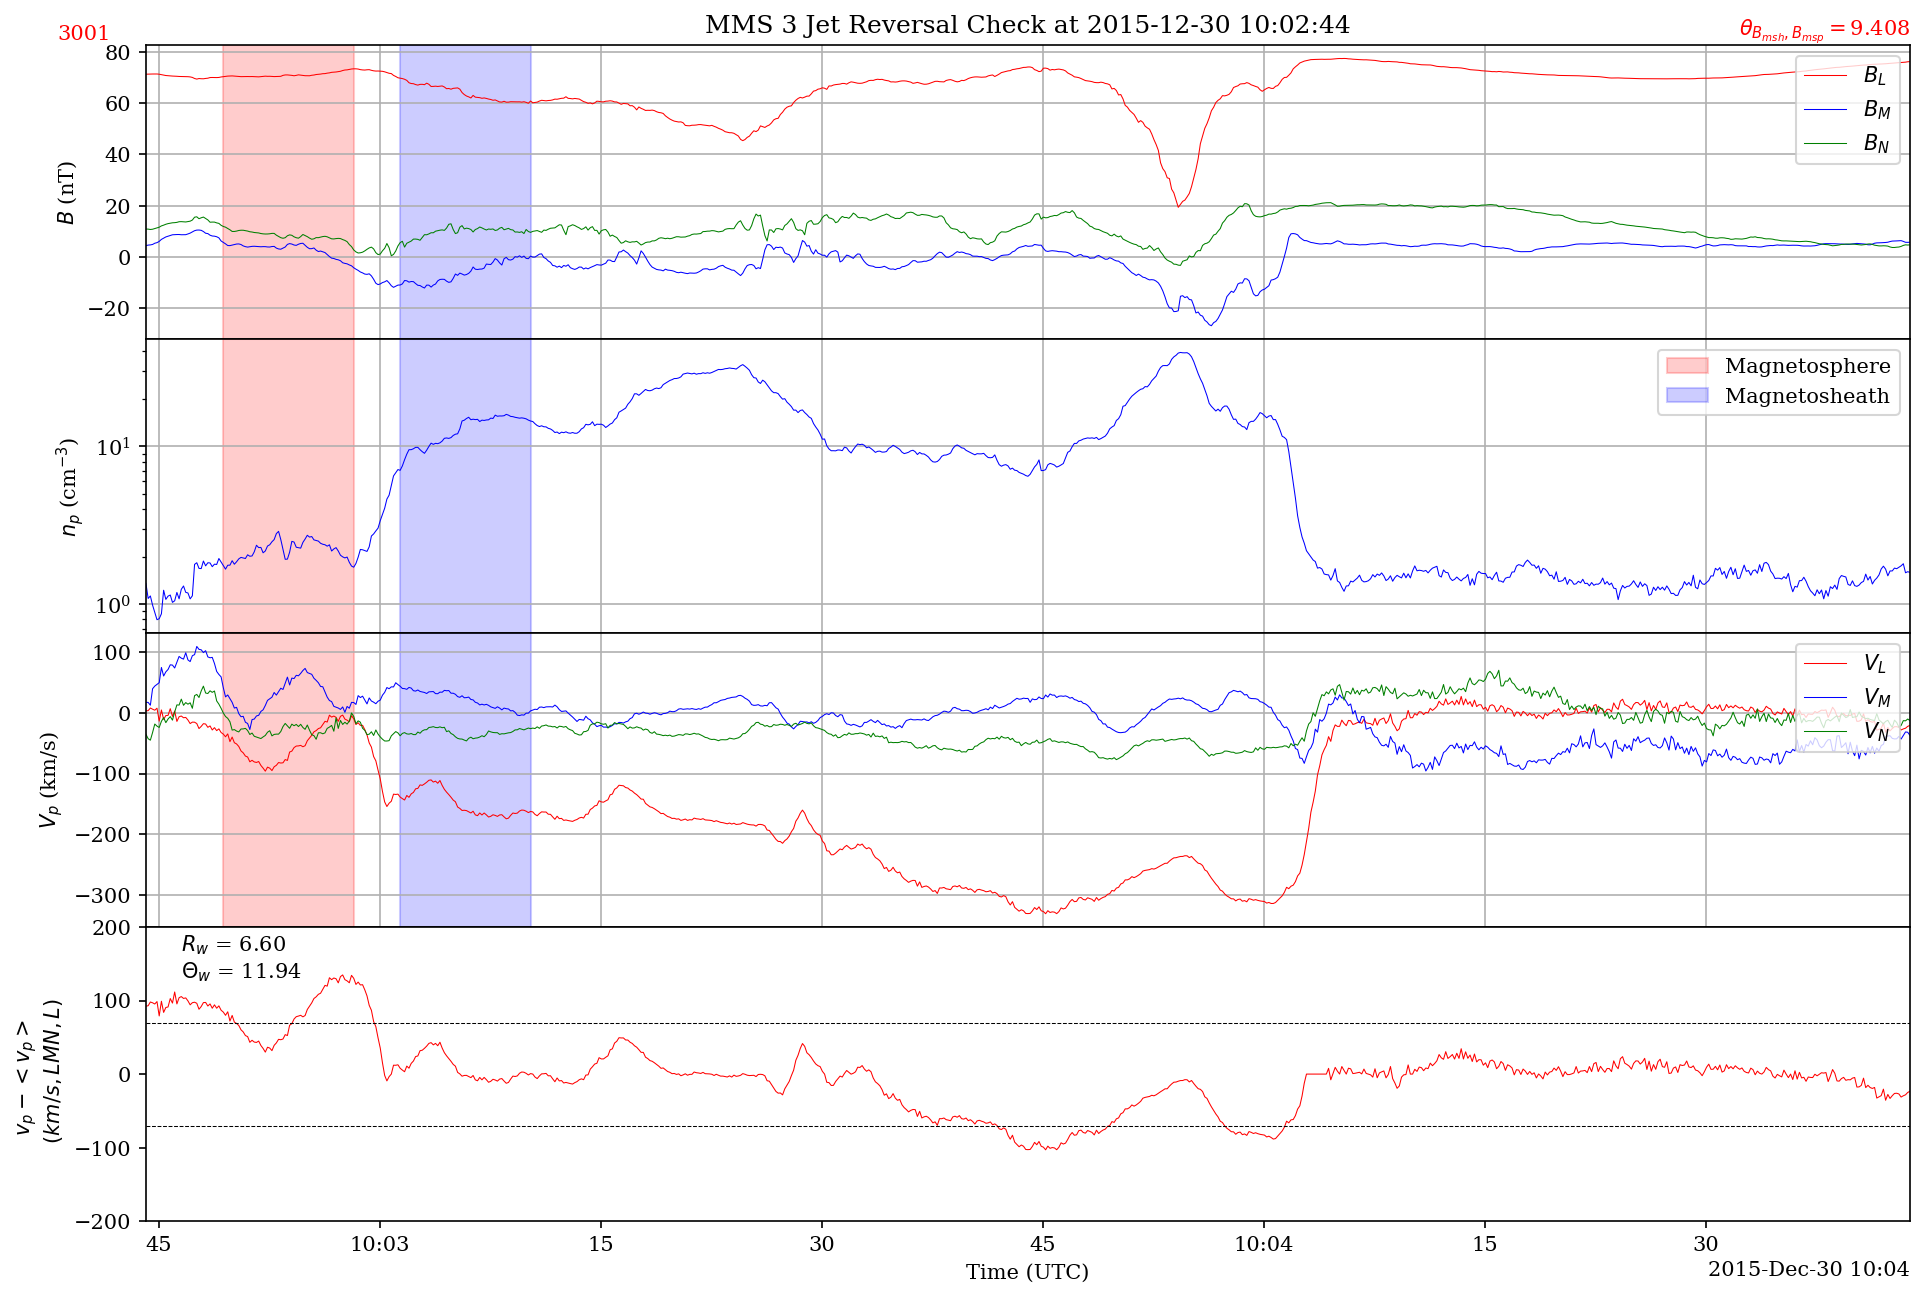 MMS 3 Jet Reversal Check at 2015-12-30 10:02:44
3001
θ_{B_{msh}, B_{msp}} = 9.408
80
60
40
20
0
−20
B (nT)
B_L
B_M
B_N
10^1
10^0
n_p (cm^{−3})
Magnetosphere
Magnetosheath
100
0
−100
−200
−300
V_p (km/s)
V_L
V_M
V_N
200
100
0
−100
−200
v_p − < v_p >
(km/s, LMN, L)
R_w = 6.60
Θ_w = 11.94
45 10:03 15 30 45 10:04 15 30
Time (UTC)
2015-Dec-30 10:04